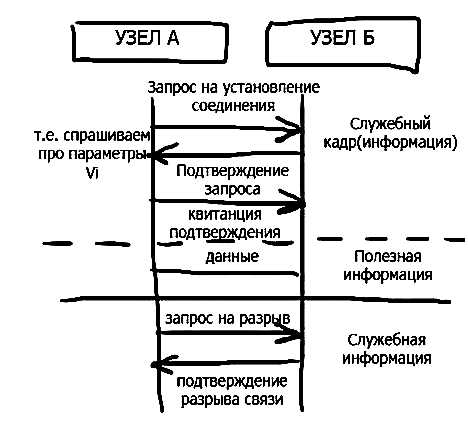 УЗЕЛ А
УЗЕЛ Б
Запрос на установление
соединения
т.е. спрашиваем
про параметры
Vi
Служебный
кадр(информация)
Подтверждение
запроса
квитанция
подтверждения
данные
Полезная
информация
запрос на разрыв
Служебная
информация
подтверждение
разрыва связи